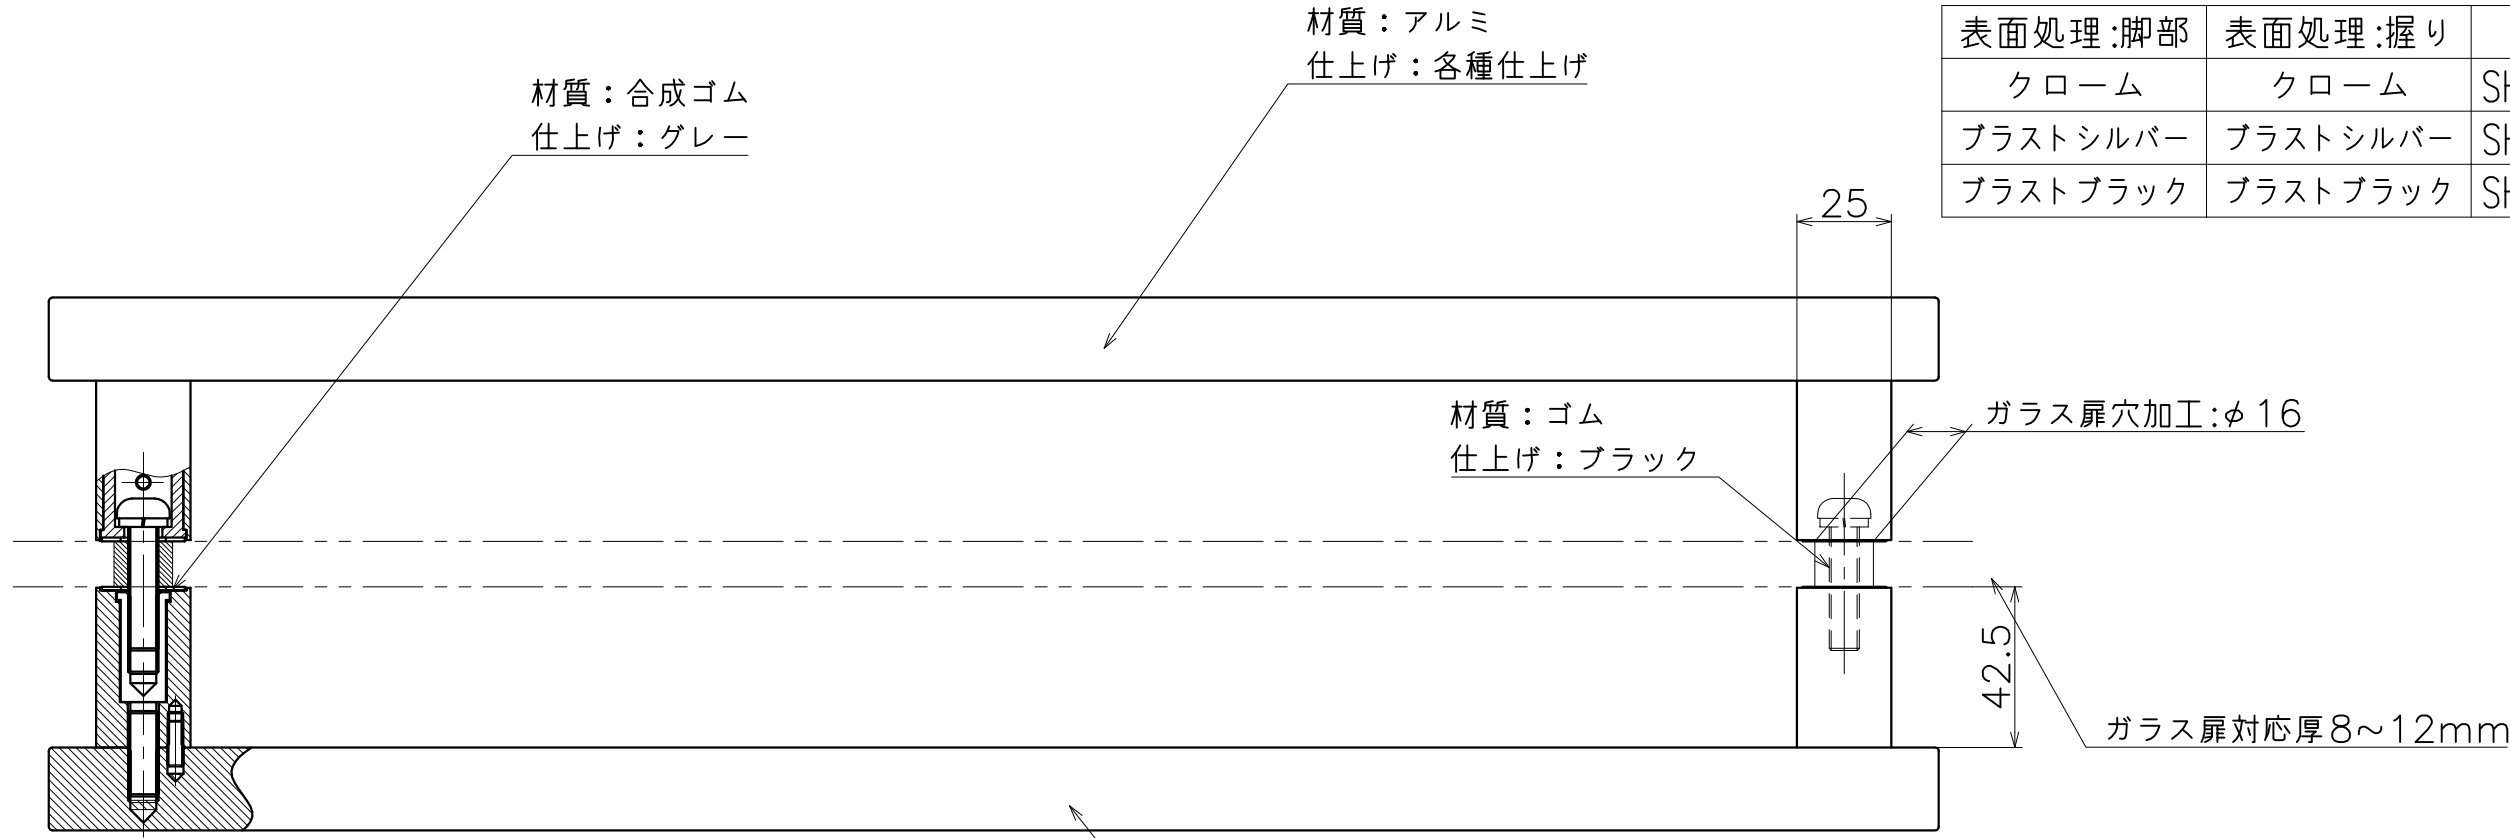 材質：アルミ
仕上げ：各種仕上げ
材質：合成ゴム
仕上げ：グレー
表面処理:脚部 表面処理:握り
クローム クローム SH
ブラストシルバー ブラストシルバー SH
ブラストブラック ブラストブラック SH
25
材質：ゴム
仕上げ：ブラック
ガラス扉穴加工:φ16
42.5
ガラス扉対応厚8~12mm